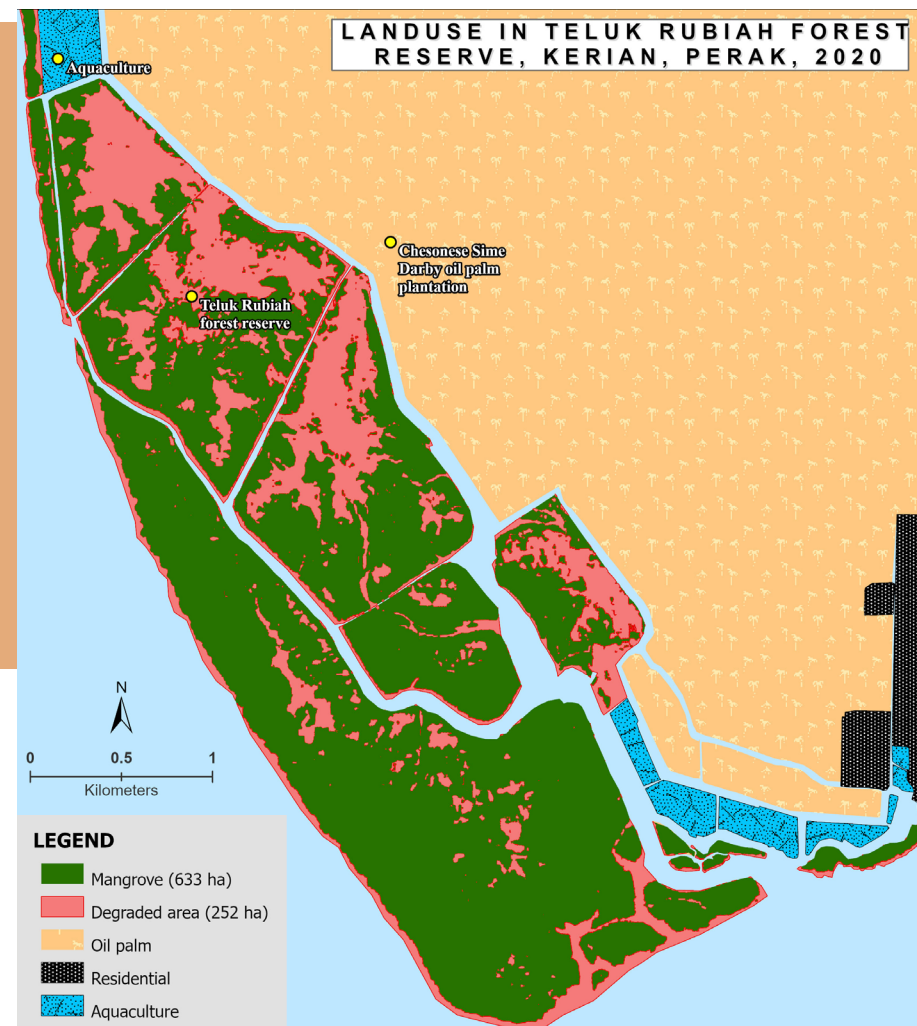 LANDUSE IN TELUK RUBIAH FOREST
RESERVE, KERIAN, PERAK, 2020
Aquaculture
Chesonese Sime
Darby oil palm
plantation
Teluk Rubiah
forest reserve
N
0 0.5 1
Kilometers
LEGEND
Mangrove (633 ha)
Degraded area (252 ha)
Oil palm
Residential
Aquaculture